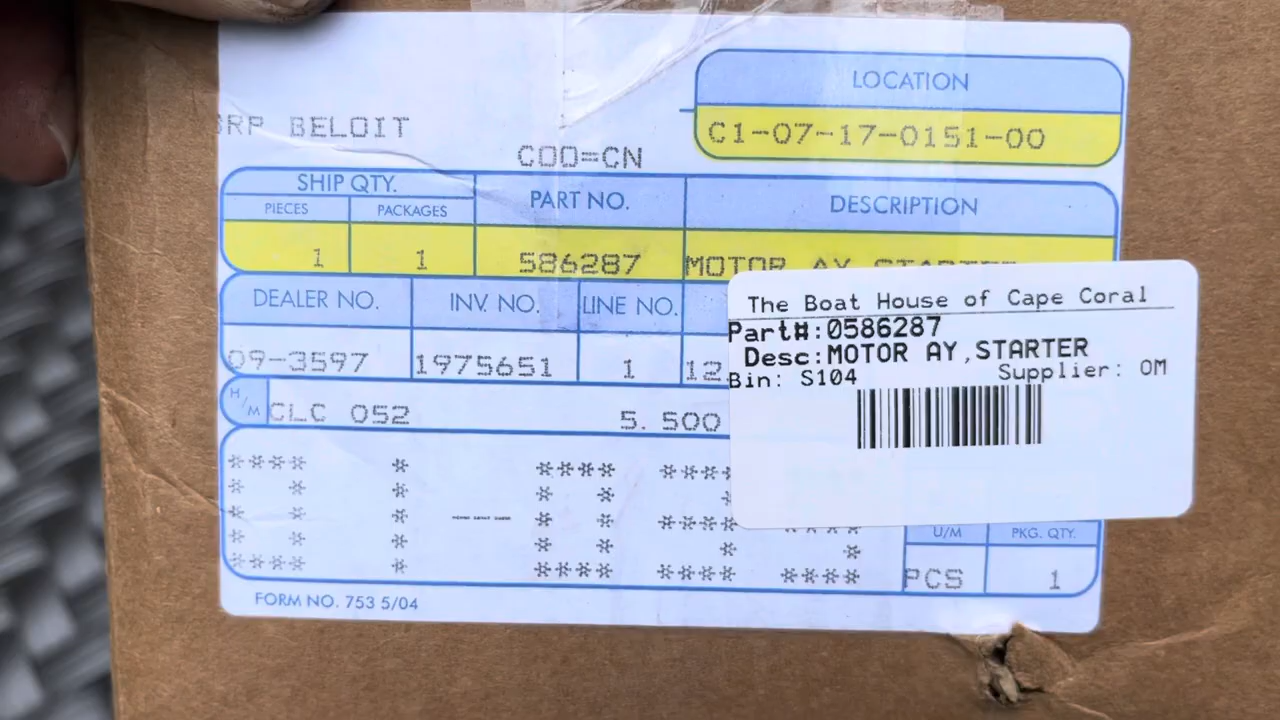 BRP BELOIT
COO=CN
LOCATION
C1-07-17-0151-00
SHIP QTY.
PIECES PACKAGES PART NO. DESCRIPTION
1 1 586287 MOTOR AY STARTER
DEALER NO. INV. NO. LINE NO.
09-3597 1975651 1 12
H/M CLC 052 5.500
The Boat House of Cape Coral
Part#:0586287
Desc:MOTOR AY,STARTER
Bin: S104 Supplier: OM
U/M PKG. QTY.
PCS 1
FORM NO. 753 5/04